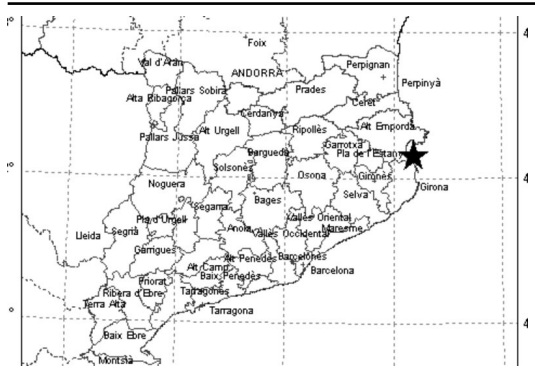 Foix
Val d'Aran
Perpignan
ANDORRA
Perpinyà
Pallars Sobirà
Prades
Alta Ribagorça
Ceret
Cerdanya
Alt Empordà
Alt Urgell
Ripollès
Pallars Jussà
Garrotxa
Berguedà
Pla de l'Estany
Solsonès
Osona
Gironès
Noguera
Girona
Selva
Bages
Segarra
Pla d'Urgell
Vallès Oriental
Maresme
Segrià
Anoia
Lleida
Vallès Occidental
Garrigues
Alt Penedès
Barcelonès
Alt Camp
Barcelona
Baix Penedès
Priorat
Ribera d'Ebre
Tarragonès
Terra Alta
Tarragona
Baix Ebre
Montsià